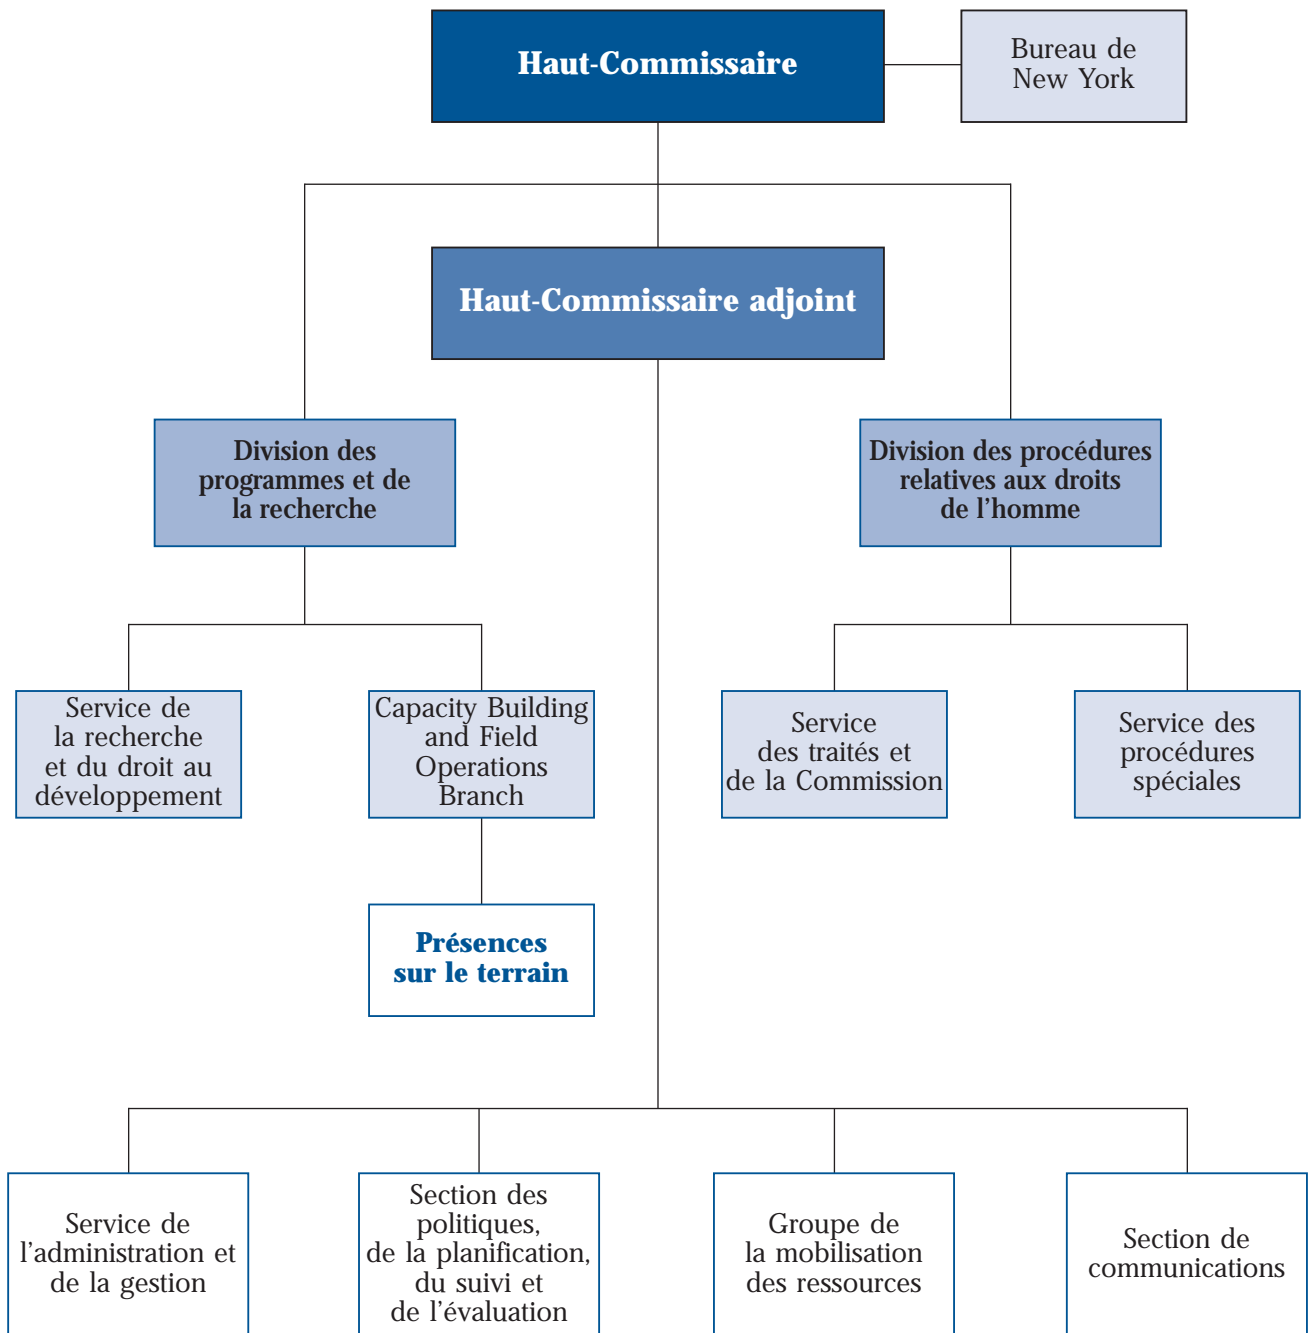 Haut-Commissaire
Bureau de
New York
Haut-Commissaire adjoint
Division des
programmes et de
la recherche
Division des procédures
relatives aux droits
de l'homme
Service de
la recherche
et du droit au
développement
Capacity Building
and Field
Operations
Branch
Service
des traités et
de la Commission
Service des
procédures
spéciales
Présences
sur le terrain
Service de
l'administration et
de la gestion
Section des
politiques,
de la planification,
du suivi et
de l'évaluation
Groupe de
la mobilisation
des ressources
Section de
communications